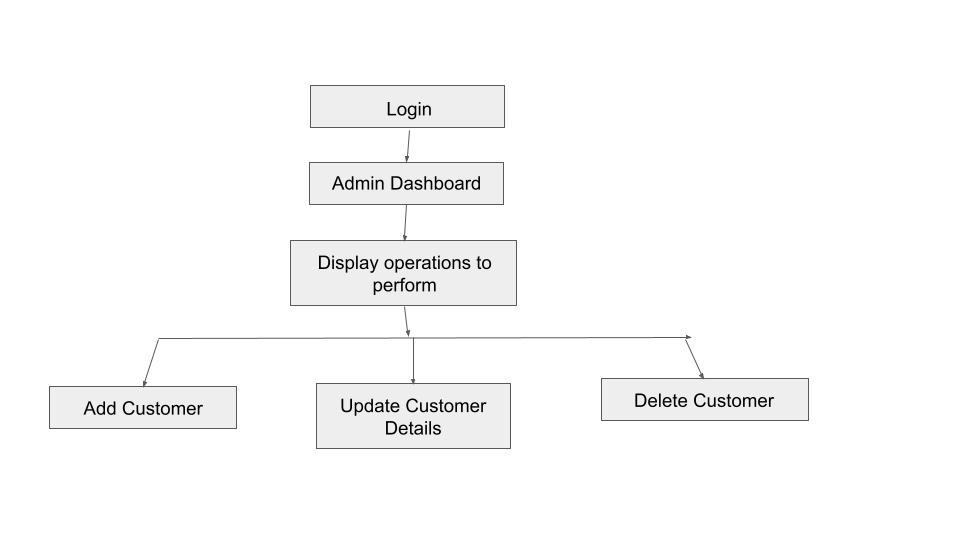 Login
Admin Dashboard
Display operations to
perform
Add Customer
Update Customer
Details
Delete Customer